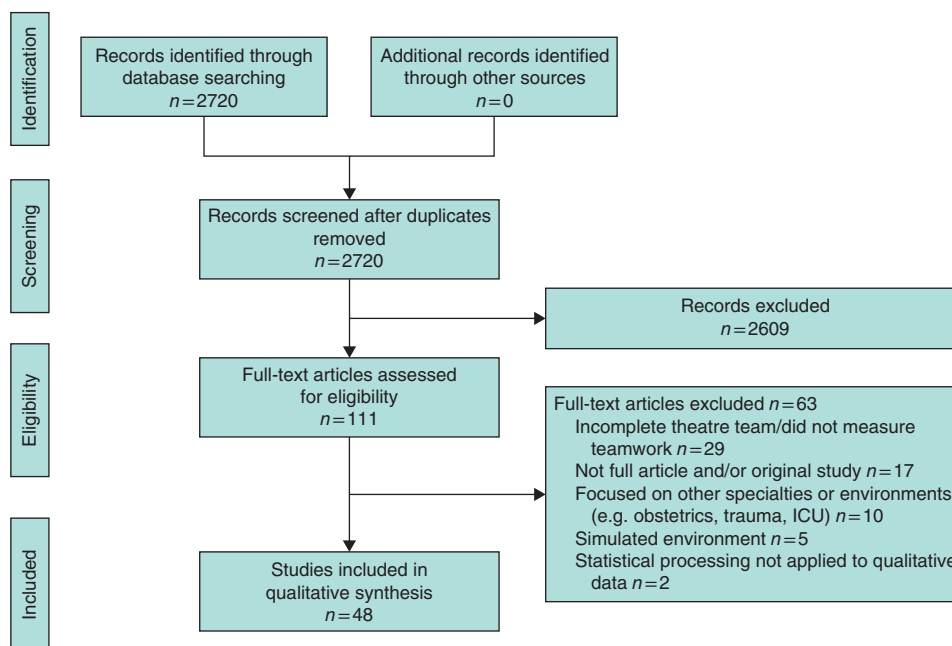 Identification
Records identified through
database searching
n=2720
Additional records identified
through other sources
n=0
Screening
Records screened after duplicates
removed
n=2720
Records excluded
n=2609
Eligibility
Full-text articles assessed
for eligibility
n=111
Full-text articles excluded n=63
Incomplete theatre team/did not measure
teamwork n=29
Not full article and/or original study n=17
Focused on other specialties or environments
(e.g. obstetrics, trauma, ICU) n=10
Simulated environment n=5
Statistical processing not applied to qualitative
data n=2
Included
Studies included in
qualitative synthesis
n=48